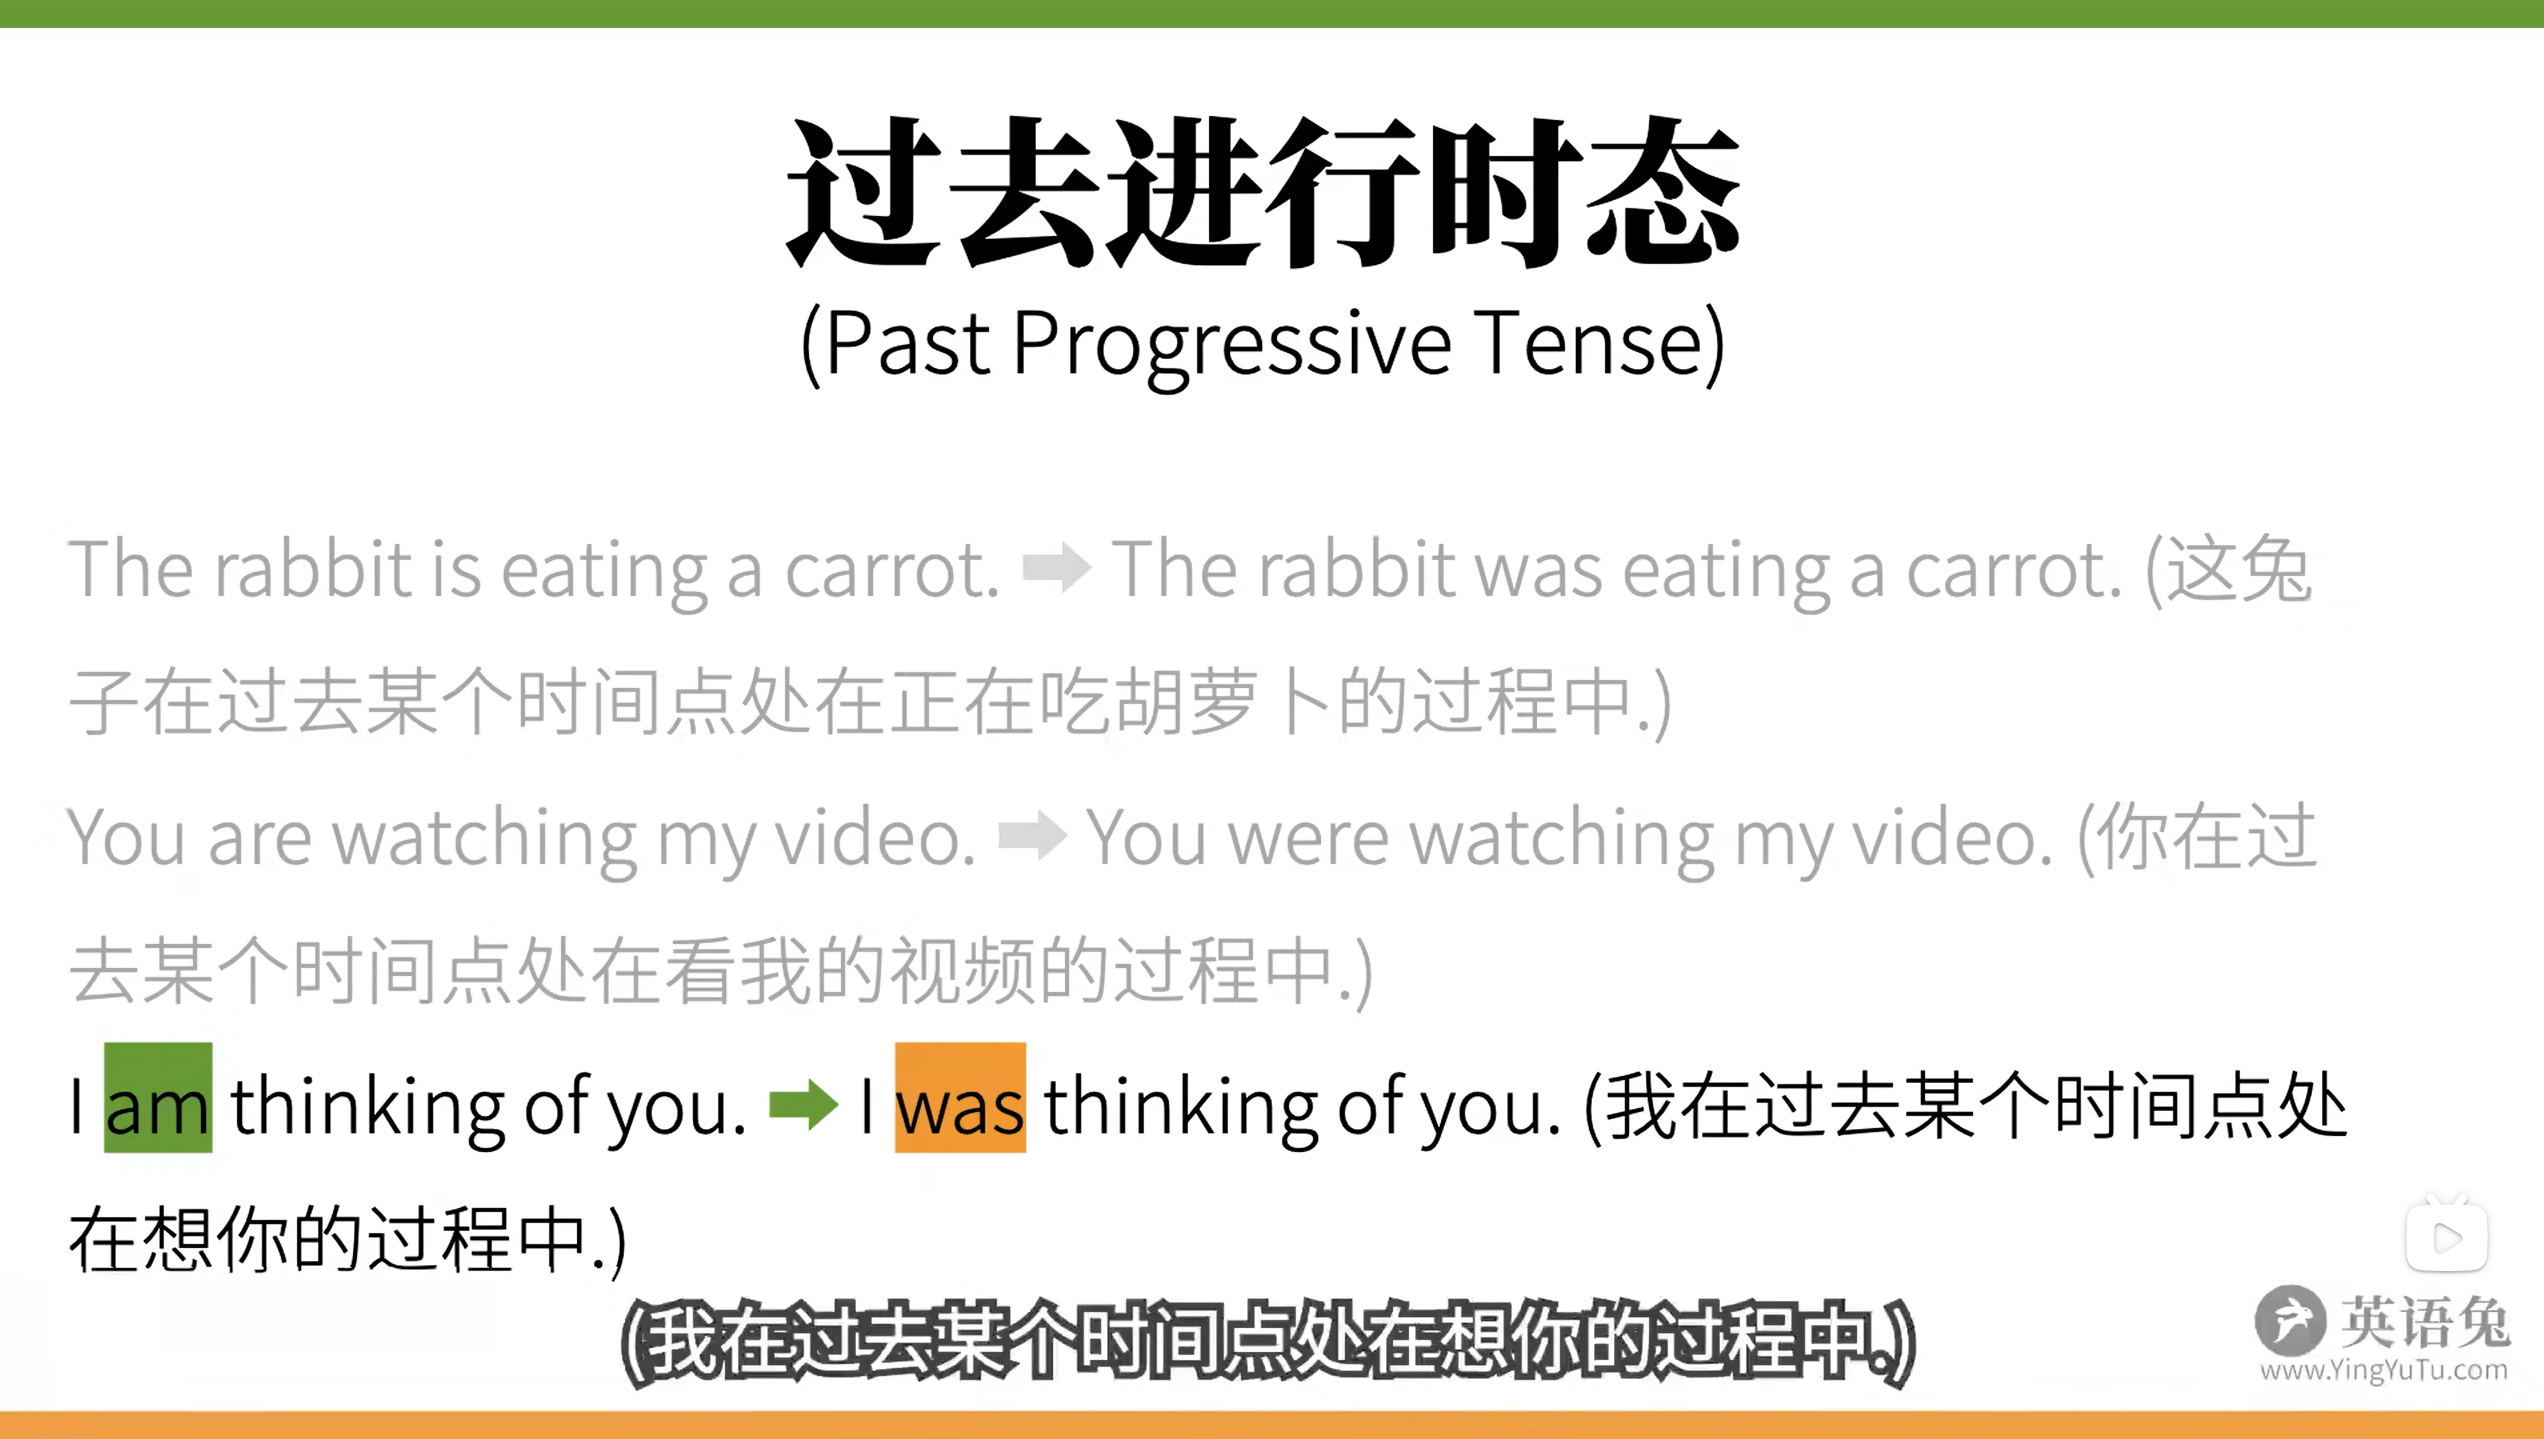 过去进行时态
(Past Progressive Tense)
The rabbit is eating a carrot. ➡ The rabbit was eating a carrot. (这兔
子在过去某个时间点处在正在吃胡萝卜的过程中.)
You are watching my video. ➡ You were watching my video. (你在过
去某个时间点处在看我的视频的过程中.)
I am thinking of you. ➡ I was thinking of you. (我在过去某个时间点处
在想你的过程中.)
(我在过去某个时间点处在想你的过程中.)
英语兔
www.YingYuTu.com